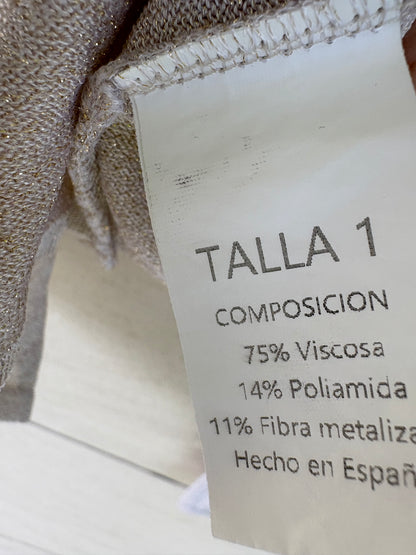 TALLA 1
COMPOSICION
75% Viscosa
14% Poliamida
11% Fibra metaliza
Hecho en Españ